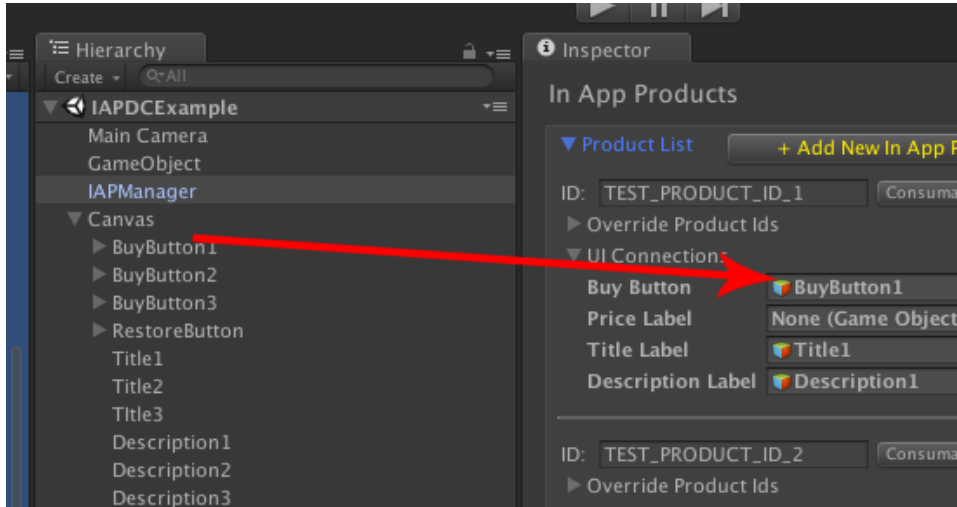 Hierarchy
Create
All
IAPDCExample
Main Camera
GameObject
IAPManager
Canvas
BuyButton1
BuyButton2
BuyButton3
RestoreButton
Title1
Title2
TItle3
Description1
Description2
Description3
Inspector
In App Products
Product List + Add New In App
ID: TEST_PRODUCT_ID_1
Override Product Ids
UI Connections
Buy Button BuyButton1
Price Label None (Game Object
Title Label Title1
Description Label Description1
ID: TEST_PRODUCT_ID_2
Override Product Ids